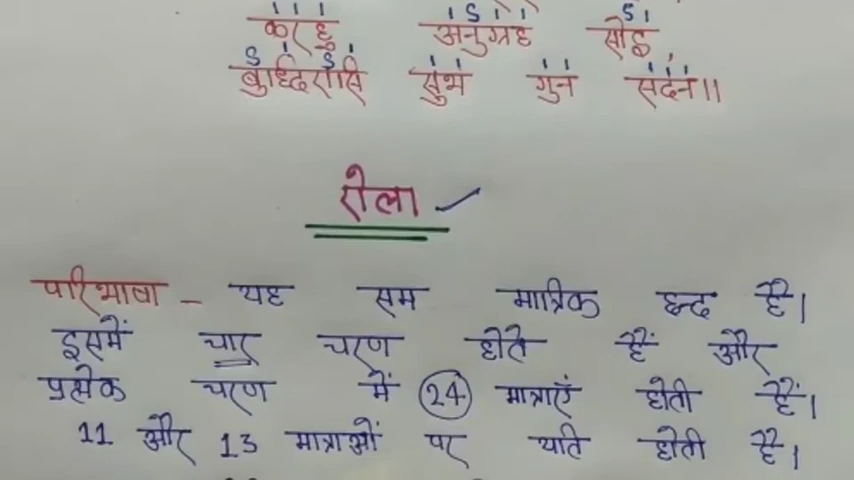 करहु अनुग्रह सोइ
बुद्धिरासि सुभ गुन सदन॥
रोला
परिभाषा - यह सम मात्रिक छन्द है।
इसमें चार चरण होते हैं और
प्रत्येक चरण में 24 मात्राएं होती हैं।
11 और 13 मात्राओं पर यति होती है।